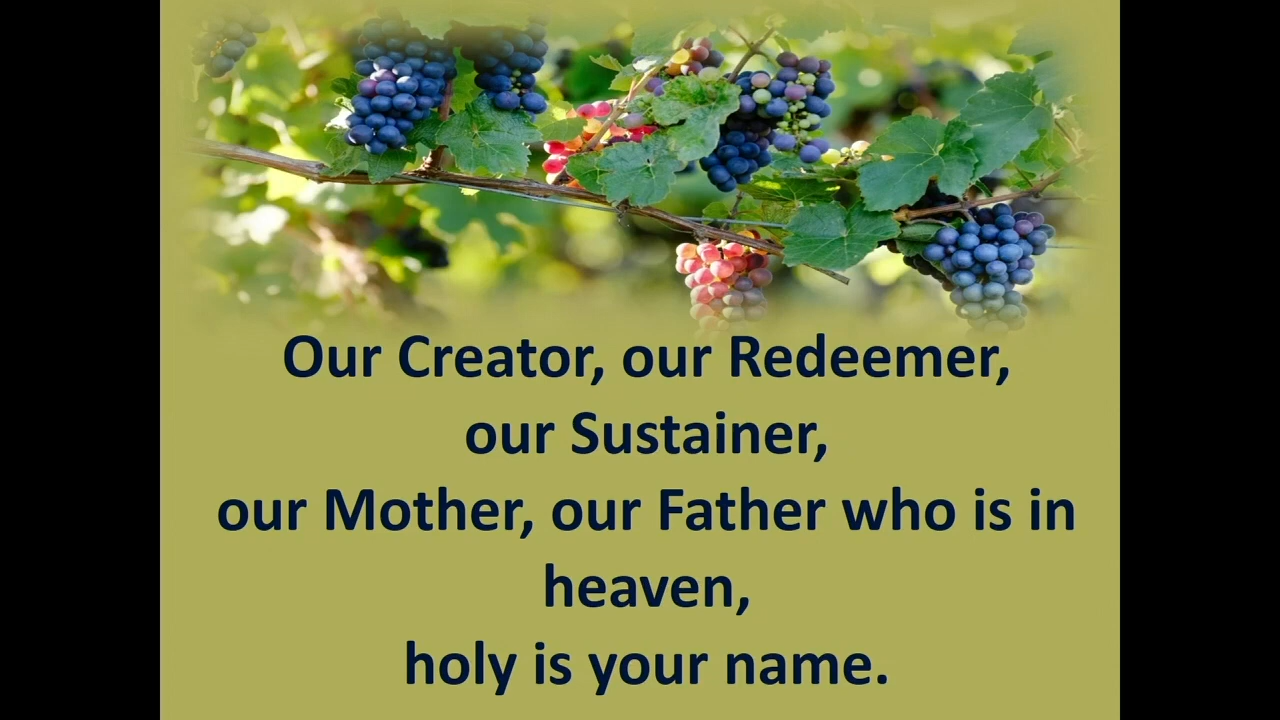 Our Creator, our Redeemer,
our Sustainer,
our Mother, our Father who is in
heaven,
holy is your name.